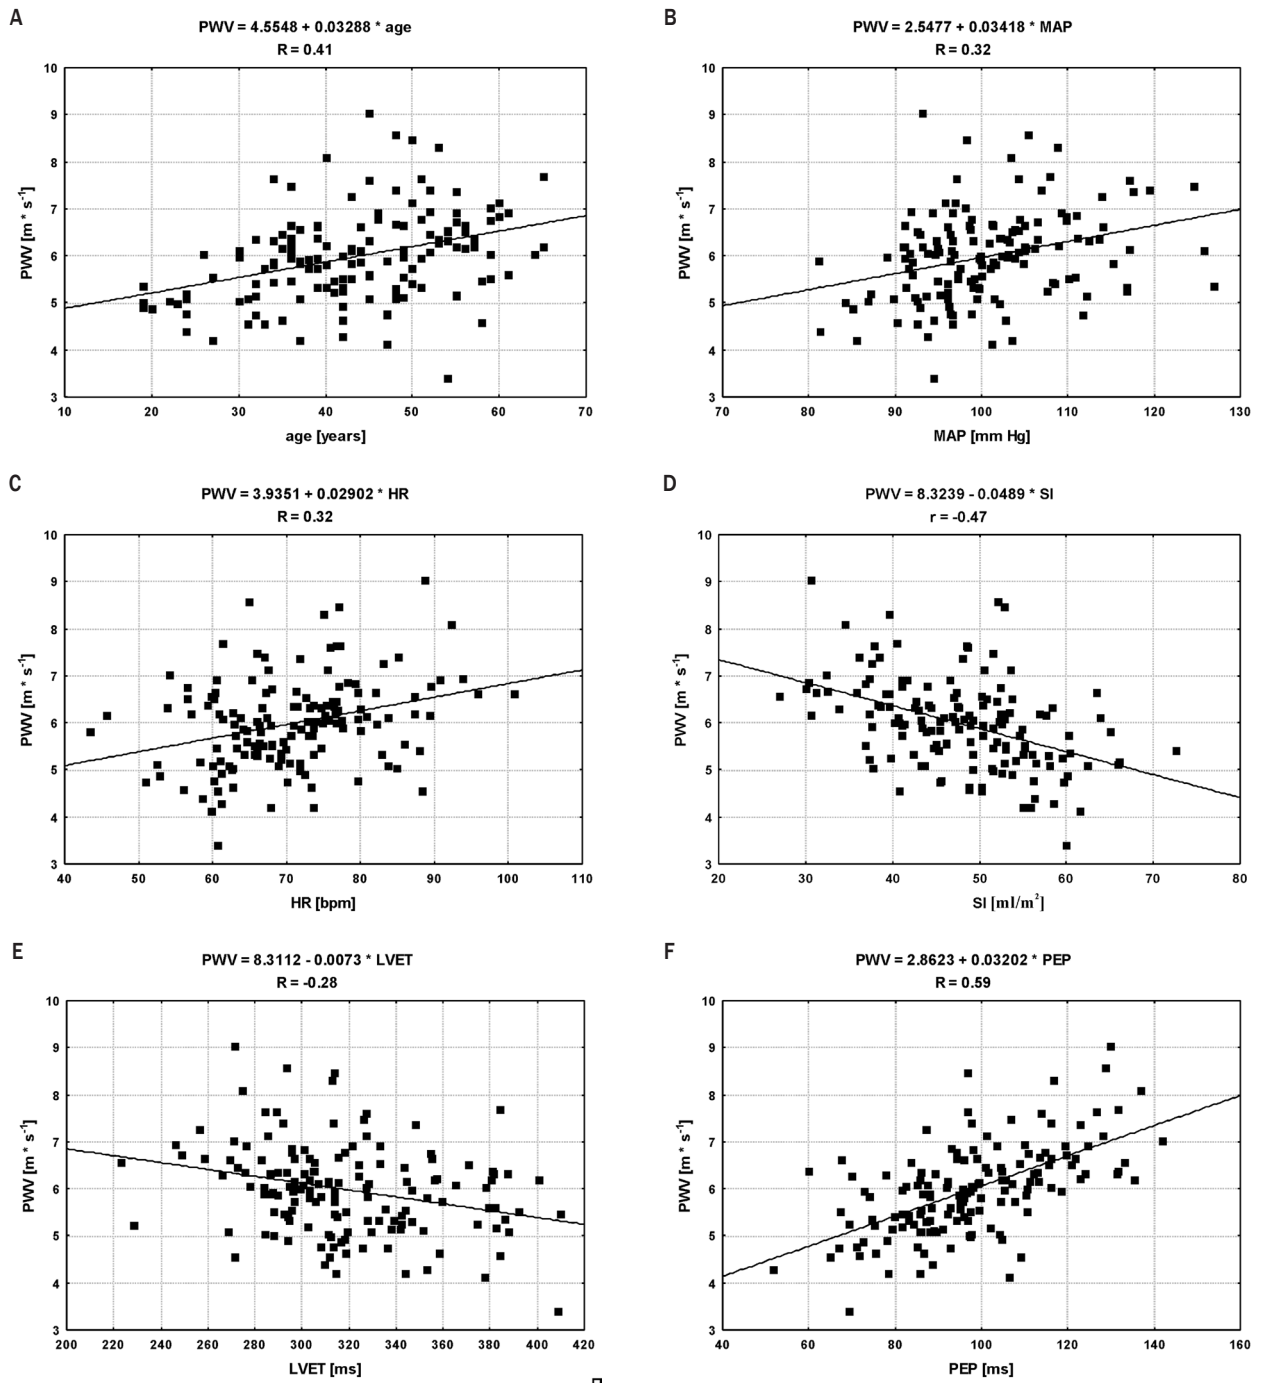 A
PWV = 4.5548 + 0.03288 * age
R = 0.41
10
9
8
7
6
5
4
3
PWV [m * s-1]
10 20 30 40 50 60 70
age [years]
B
PWV = 2.5477 + 0.03418 * MAP
R = 0.32
10
9
8
7
6
5
4
3
PWV [m * s-1]
70 80 90 100 110 120 130
MAP [mm Hg]
C
PWV = 3.9351 + 0.02902 * HR
R = 0.32
10
9
8
7
6
5
4
3
PWV [m * s-1]
40 50 60 70 80 90 100 110
HR [bpm]
D
PWV = 8.3239 - 0.0489 * SI
r = -0.47
10
9
8
7
6
5
4
3
PWV [m * s-1]
20 30 40 50 60 70 80
SI [ml/m2]
E
PWV = 8.3112 - 0.0073 * LVET
R = -0.28
10
9
8
7
6
5
4
3
PWV [m * s-1]
200 220 240 260 280 300 320 340 360 380 400 420
LVET [ms]
F
PWV = 2.8623 + 0.03202 * PEP
R = 0.59
10
9
8
7
6
5
4
3
PWV [m * s-1]
40 60 80 100 120 140 160
PEP [ms]